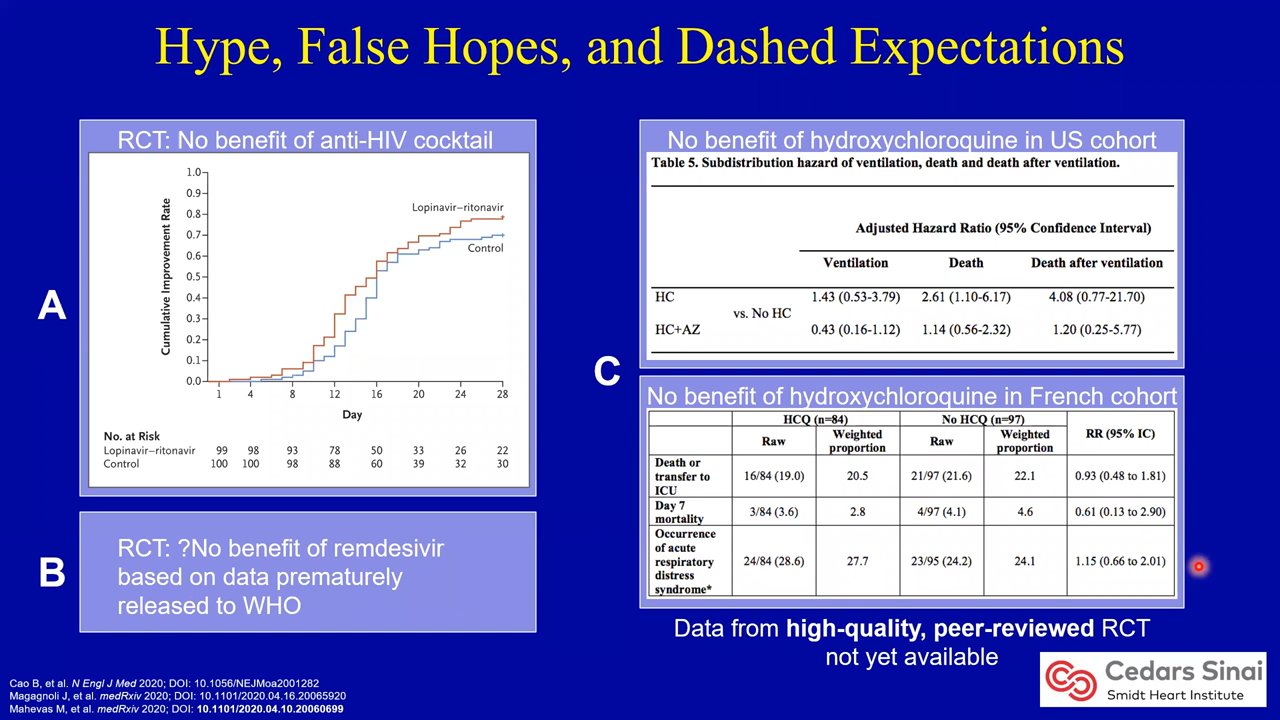 Hype, False Hopes, and Dashed Expectations
A
RCT: No benefit of anti-HIV cocktail
Cumulative Improvement Rate
1.0
0.9
0.8
0.7
0.6
0.5
0.4
0.3
0.2
0.1
0.0
Lopinavir–ritonavir
Control
1 4 8 12 16 20 24 28
Day
No. at Risk
Lopinavir–ritonavir 99 98 93 78 50 33 26 22
Control 100 100 98 88 60 39 32 30
B
RCT: ?No benefit of remdesivir
based on data prematurely
released to WHO
C
No benefit of hydroxychloroquine in US cohort
Table 5. Subdistribution hazard of ventilation, death and death after ventilation.
Adjusted Hazard Ratio (95% Confidence Interval)
Ventilation Death Death after ventilation
HC 1.43 (0.53-3.79) 2.61 (1.10-6.17) 4.08 (0.77-21.70)
vs. No HC
HC+AZ 0.43 (0.16-1.12) 1.14 (0.56-2.32) 1.20 (0.25-5.77)
No benefit of hydroxychloroquine in French cohort
HCQ (n=84) No HCQ (n=97) RR (95% IC)
Raw Weighted proportion Raw Weighted proportion
Death or
transfer to
ICU
16/84 (19.0) 20.5 21/97 (21.6) 22.1 0.93 (0.48 to 1.81)
Day 7
mortality
3/84 (3.6) 2.8 4/97 (4.1) 4.6 0.61 (0.13 to 2.90)
Occurrence
of acute
respiratory
distress
syndrome*
24/84 (28.6) 27.7 23/95 (24.2) 24.1 1.15 (0.66 to 2.01)
Data from high-quality, peer-reviewed RCT
not yet available
Cao B, et al. N Engl J Med 2020; DOI: 10.1056/NEJMoa2001282
Magagnoli J, et al. medRxiv 2020; DOI: 10.1101/2020.04.16.20065920
Mahevas M, et al. medRxiv 2020; DOI: 10.1101/2020.04.10.20060699
Cedars Sinai
Smidt Heart Institute